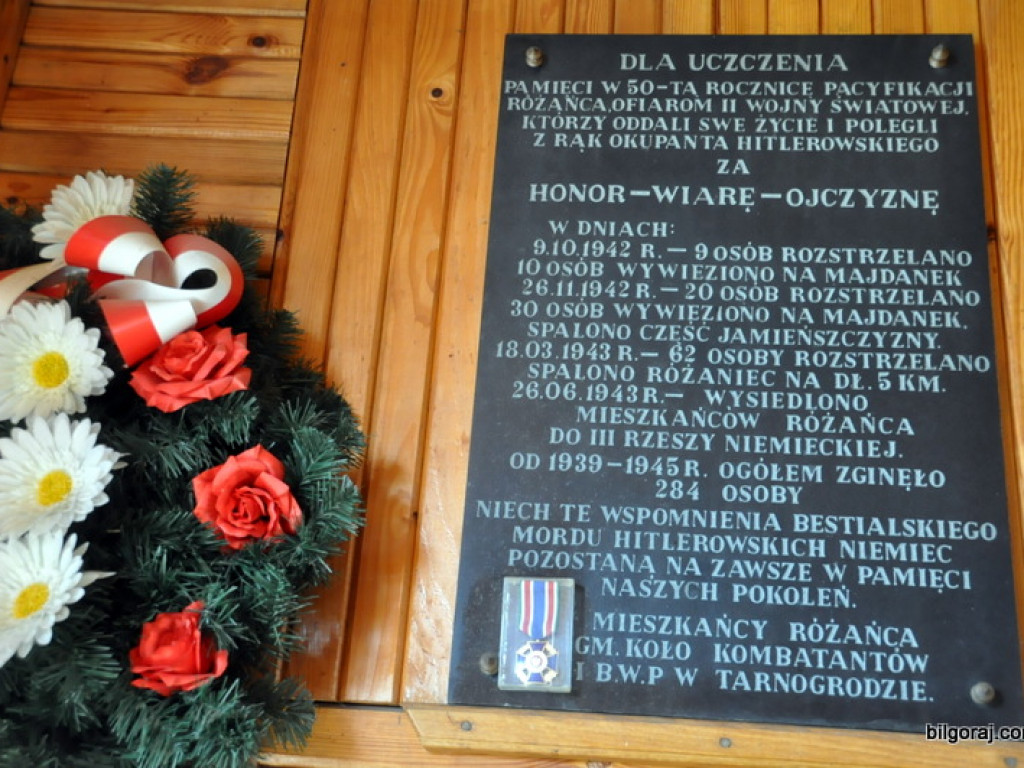 DLA UCZCZENIA
PAMIĘCI W 50-TĄ ROCZNICĘ PACYFIKACJI
RÓŻAŃCA, OFIAROM II WOJNY ŚWIATOWEJ.
KTÓRZY ODDALI SWE ŻYCIE I POLEGLI
Z RĄK OKUPANTA HITLEROWSKIEGO
ZA
HONOR-WIARĘ-OJCZYZNĘ
W DNIACH:
9.10.1942 R. - 9 OSÓB ROZSTRZELANO
10 OSÓB WYWIEZIONO NA MAJDANEK
26.11.1942 R. - 20 OSÓB ROZSTRZELANO
30 OSÓB WYWIEZIONO NA MAJDANEK.
SPALONO CZĘŚĆ JAMIEŃSZCZYZNY.
18.03.1943 R. - 62 OSOBY ROZSTRZELANO
SPALONO RÓŻANIEC NA DŁ. 5 KM.
26.06.1943 R. - WYSIEDLONO
MIESZKAŃCÓW RÓŻAŃCA
DO III RZESZY NIEMIECKIEJ.
OD 1939-1945 R. OGÓŁEM ZGINĘŁO
284 OSOBY
NIECH TE WSPOMNIENIA BESTIALSKIEGO
MORDU HITLEROWSKICH NIEMIEC
POZOSTANĄ NA ZAWSZE W PAMIĘCI
NASZYCH POKOLEŃ.
MIESZKAŃCY RÓŻAŃCA
GM. KOŁO KOMBATANTÓW
I B.W.P W TARNOGRODZIE.
bilgoraj.com